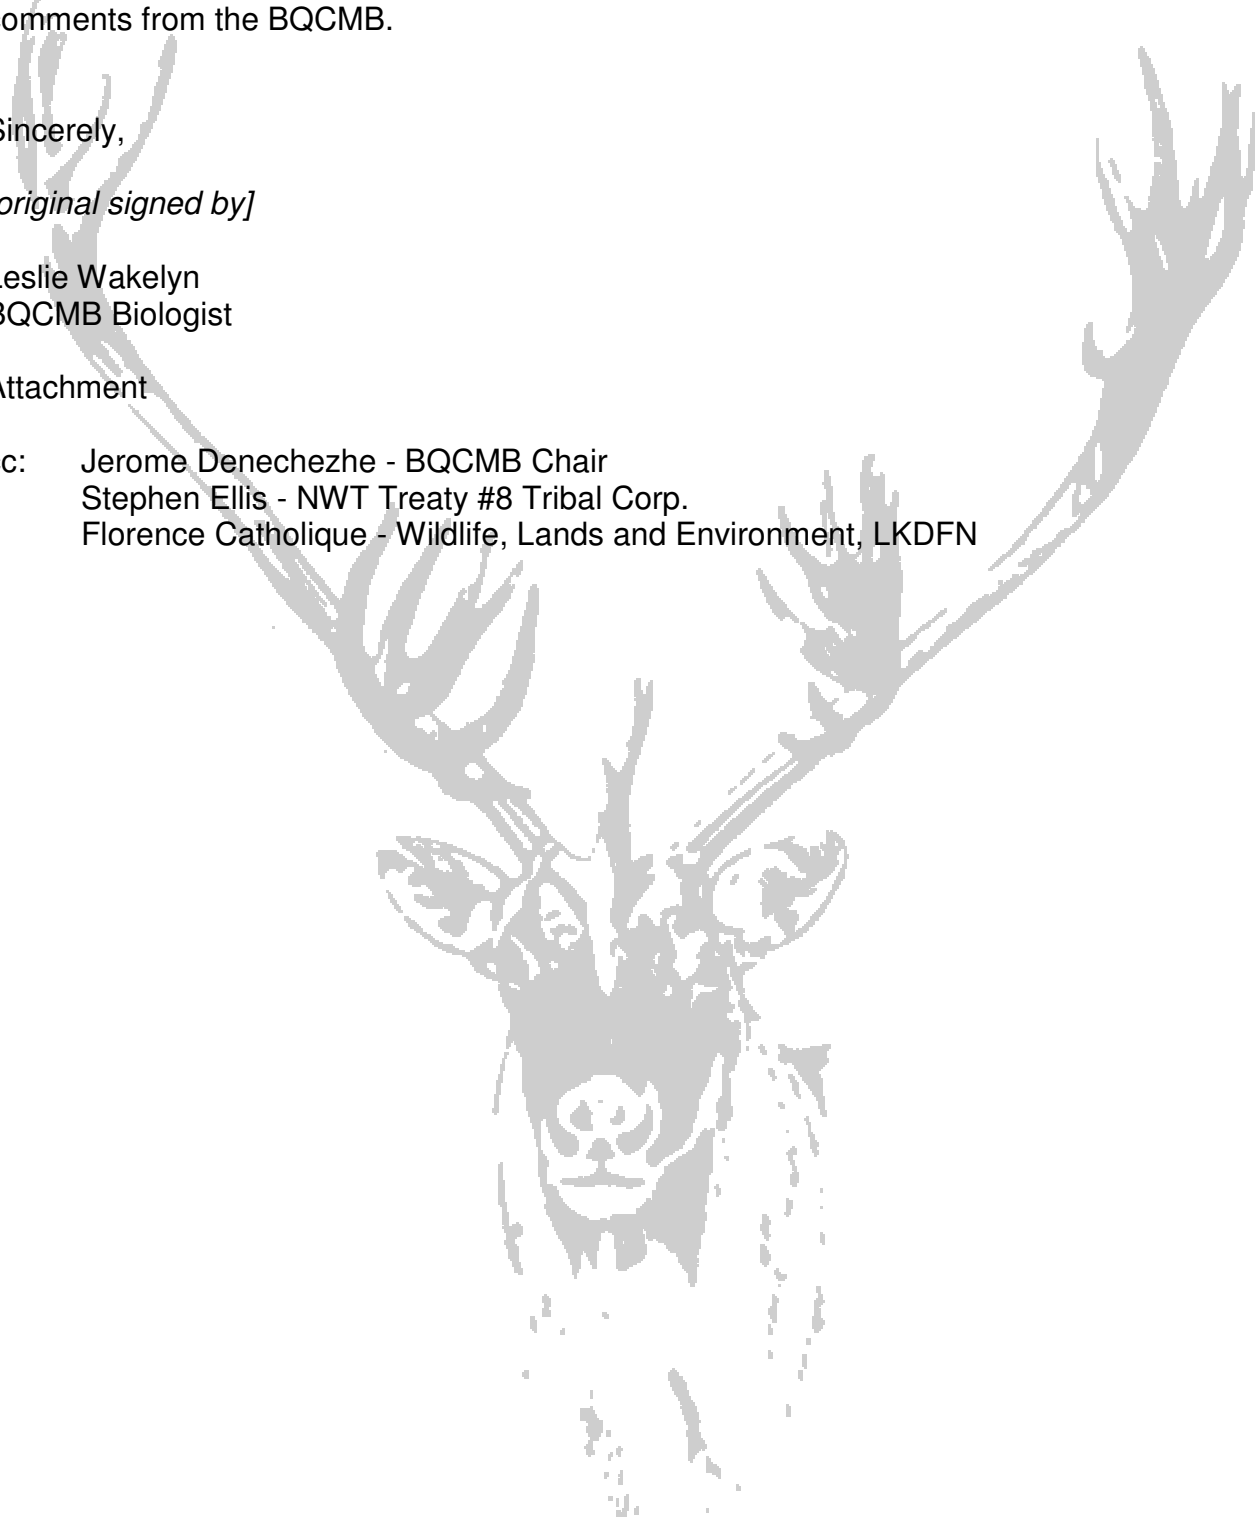 comments from the BQCMB.
Sincerely,
original signed by]
Leslie Wakelyn
BQCMB Biologist
Attachment
cc: Jerome Denechezhe - BQCMB Chair
Stephen Ellis - NWT Treaty #8 Tribal Corp.
Florence Catholique - Wildlife, Lands and Environment, LKDFN